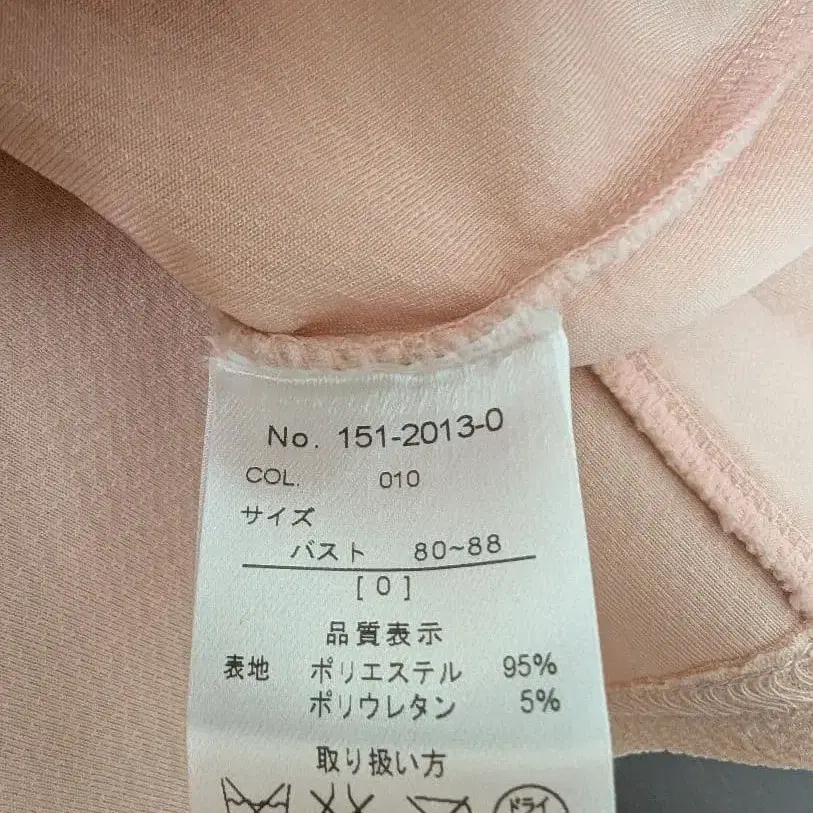 No. 151-2013-0
COL. 010
サイズ
バスト 80~88
[ 0 ]
品質表示
表地 ポリエステル 95%
ポリウレタン 5%
取り扱い方
ドライ